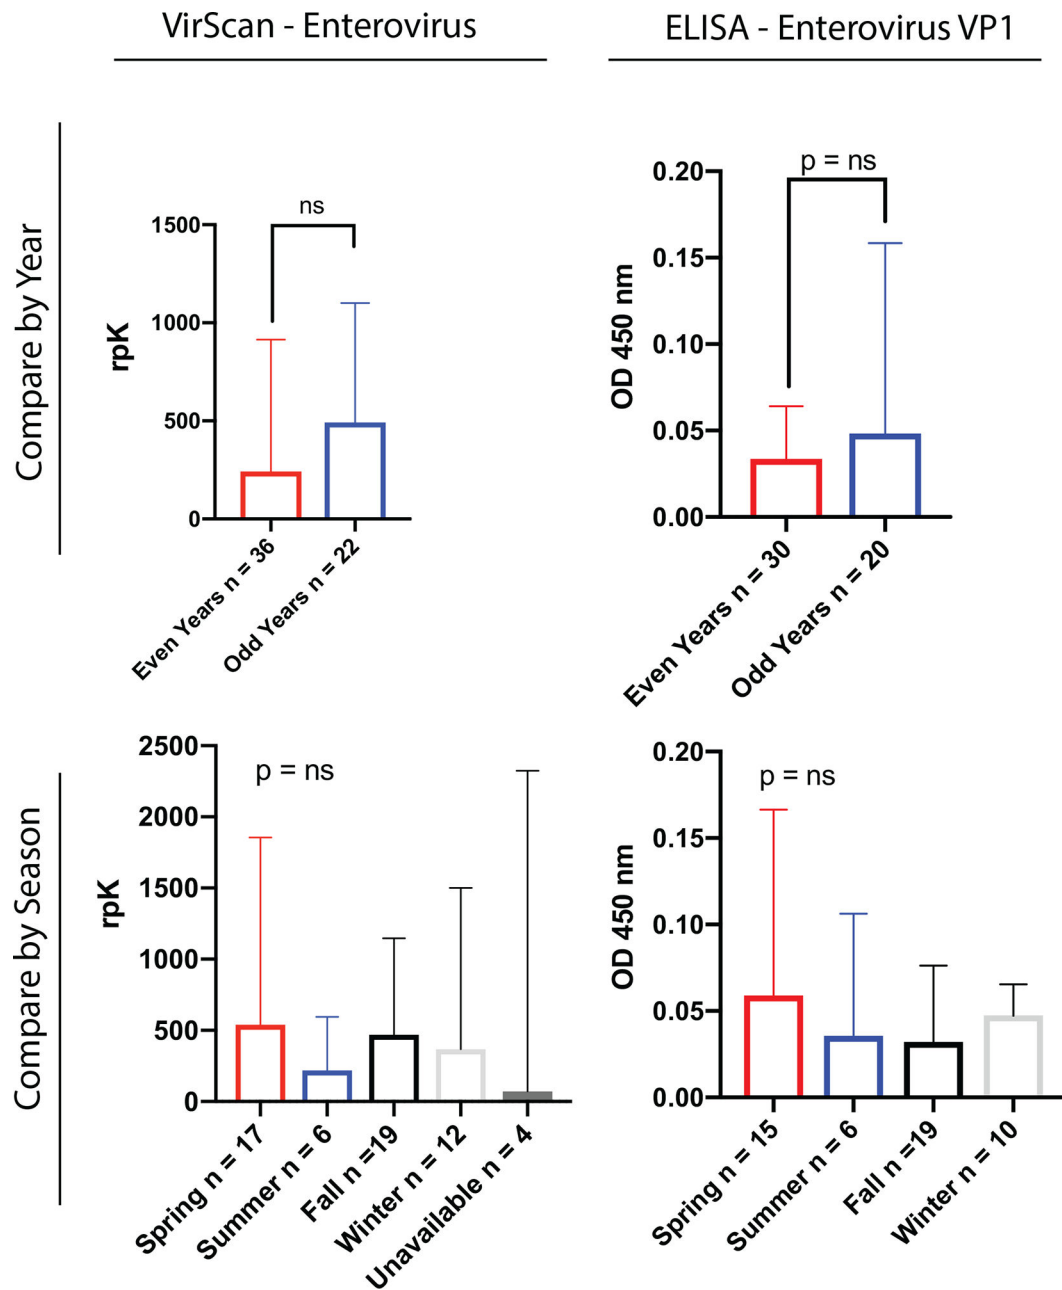 VirScan - Enterovirus
ELISA - Enterovirus VP1
Compare by Year
rpK
1500
1000
500
0
ns
Even Years n = 36
Odd Years n = 22
OD 450 nm
0.20
0.15
0.10
0.05
0.00
p = ns
Even Years n = 30
Odd Years n = 20
Compare by Season
rpK
2500
2000
1500
1000
500
0
p = ns
Spring n = 17
Summer n = 6
Fall n =19
Winter n = 12
Unavailable n = 4
OD 450 nm
0.20
0.15
0.10
0.05
0.00
p = ns
Spring n = 15
Summer n = 6
Fall n =19
Winter n = 10